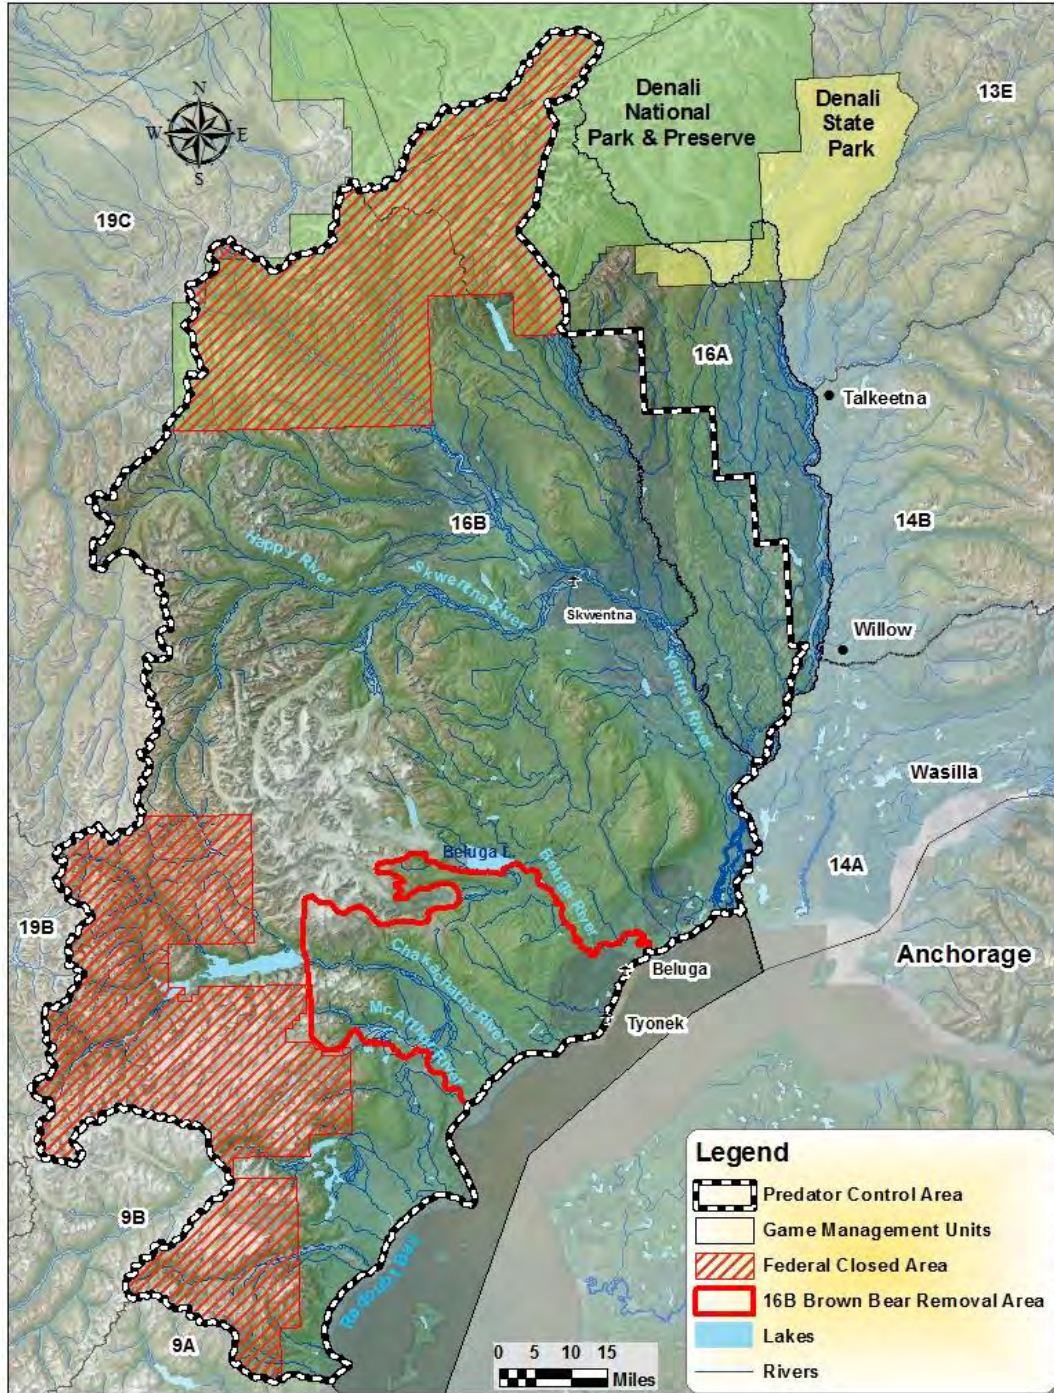 N
W E
S
Denali
National
Park & Preserve
Denali
State
Park
13E
19C
16A
Talkeetna
16B
14B
Happy River
Skwentna River
Skwentna
Willow
Yentna River
Wasilla
Beluga L.
Beluga River
14A
19B
Anchorage
Chakachatna River
Beluga
McArthur River
Tyonek
9B
Redoubt Bay
9A
Legend
Predator Control Area
Game Management Units
Federal Closed Area
16B Brown Bear Removal Area
Lakes
Rivers
0 5 10 15
Miles